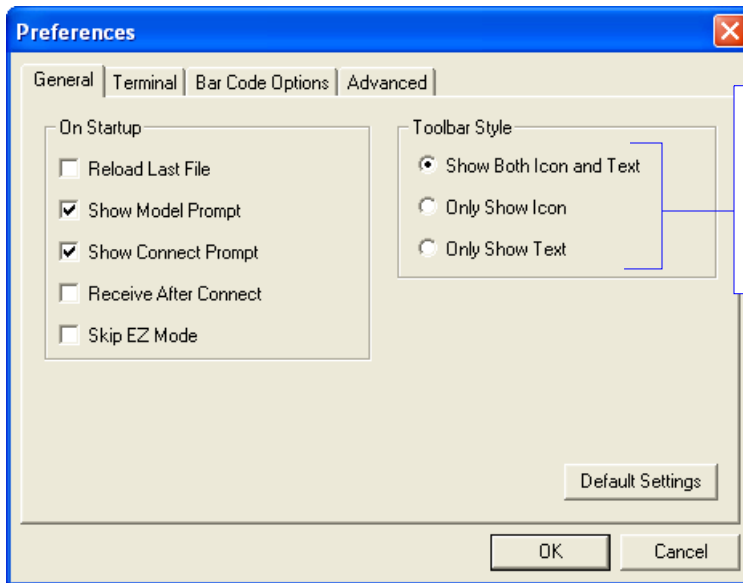 Preferences
General Terminal Bar Code Options Advanced
On Startup
Reload Last File
Show Model Prompt
Show Connect Prompt
Receive After Connect
Skip EZ Mode
Toolbar Style
Show Both Icon and Text
Only Show Icon
Only Show Text
Default Settings
OK Cancel